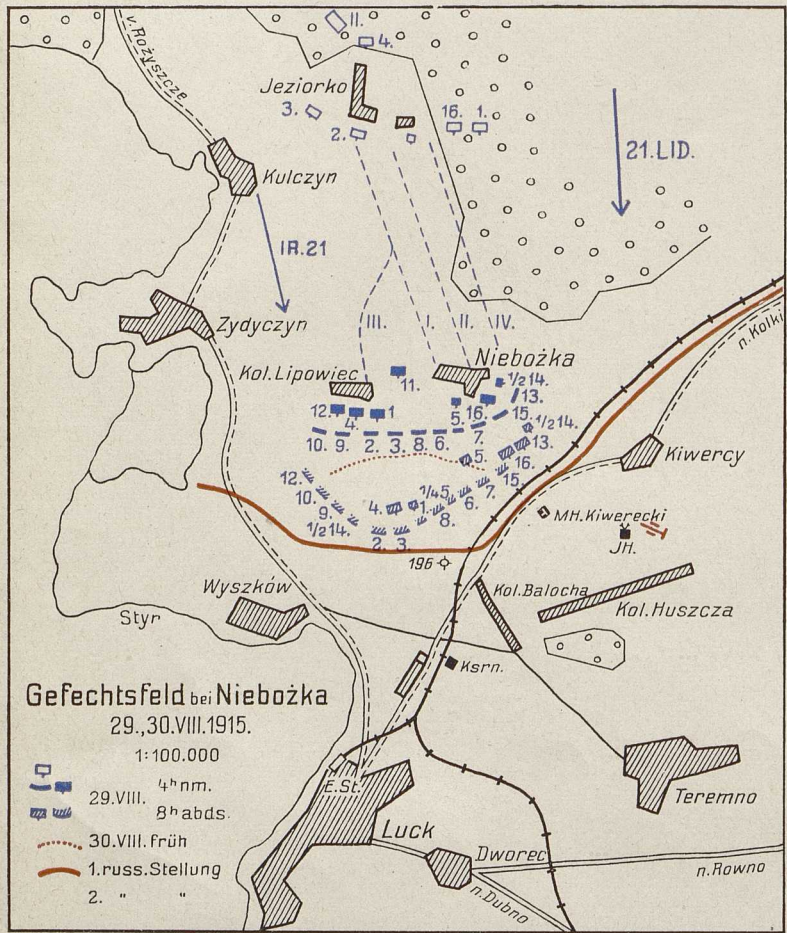 II.
4.
v.Rożyszcze
Jeziorko
3.
2.
16. 1.
21.LID.
Kulczyn
IR.21
Zydyczyn
III. I. II. IV.
n.Kolki
Kol.Lipowiec
Niebożka
11.
1/2 14.
13.
12. 4. 1
5. 16. 15.
1/2 14.
10. 9. 2. 3. 8. 6. 7.
13.
5.
16.
Kiwercy
12.
15.
10.
4. 1. 1/4 5. 6. 7.
9.
8.
1/2 14.
2. 3.
MH.Kiwerecki
JH.
196
Wyszków
Kol.Balocha
Kol.Huszcza
Styr
Ksrn.
Gefechtsfeld bei Niebożka
29.,30.VIII.1915.
1:100.000
29.VIII. 4h nm.
8h abds.
30.VIII. früh
1.russ.Stellung
2. " "
E.St.
Luck
Teremno
Dworec
n.Rowno
n.Dubno